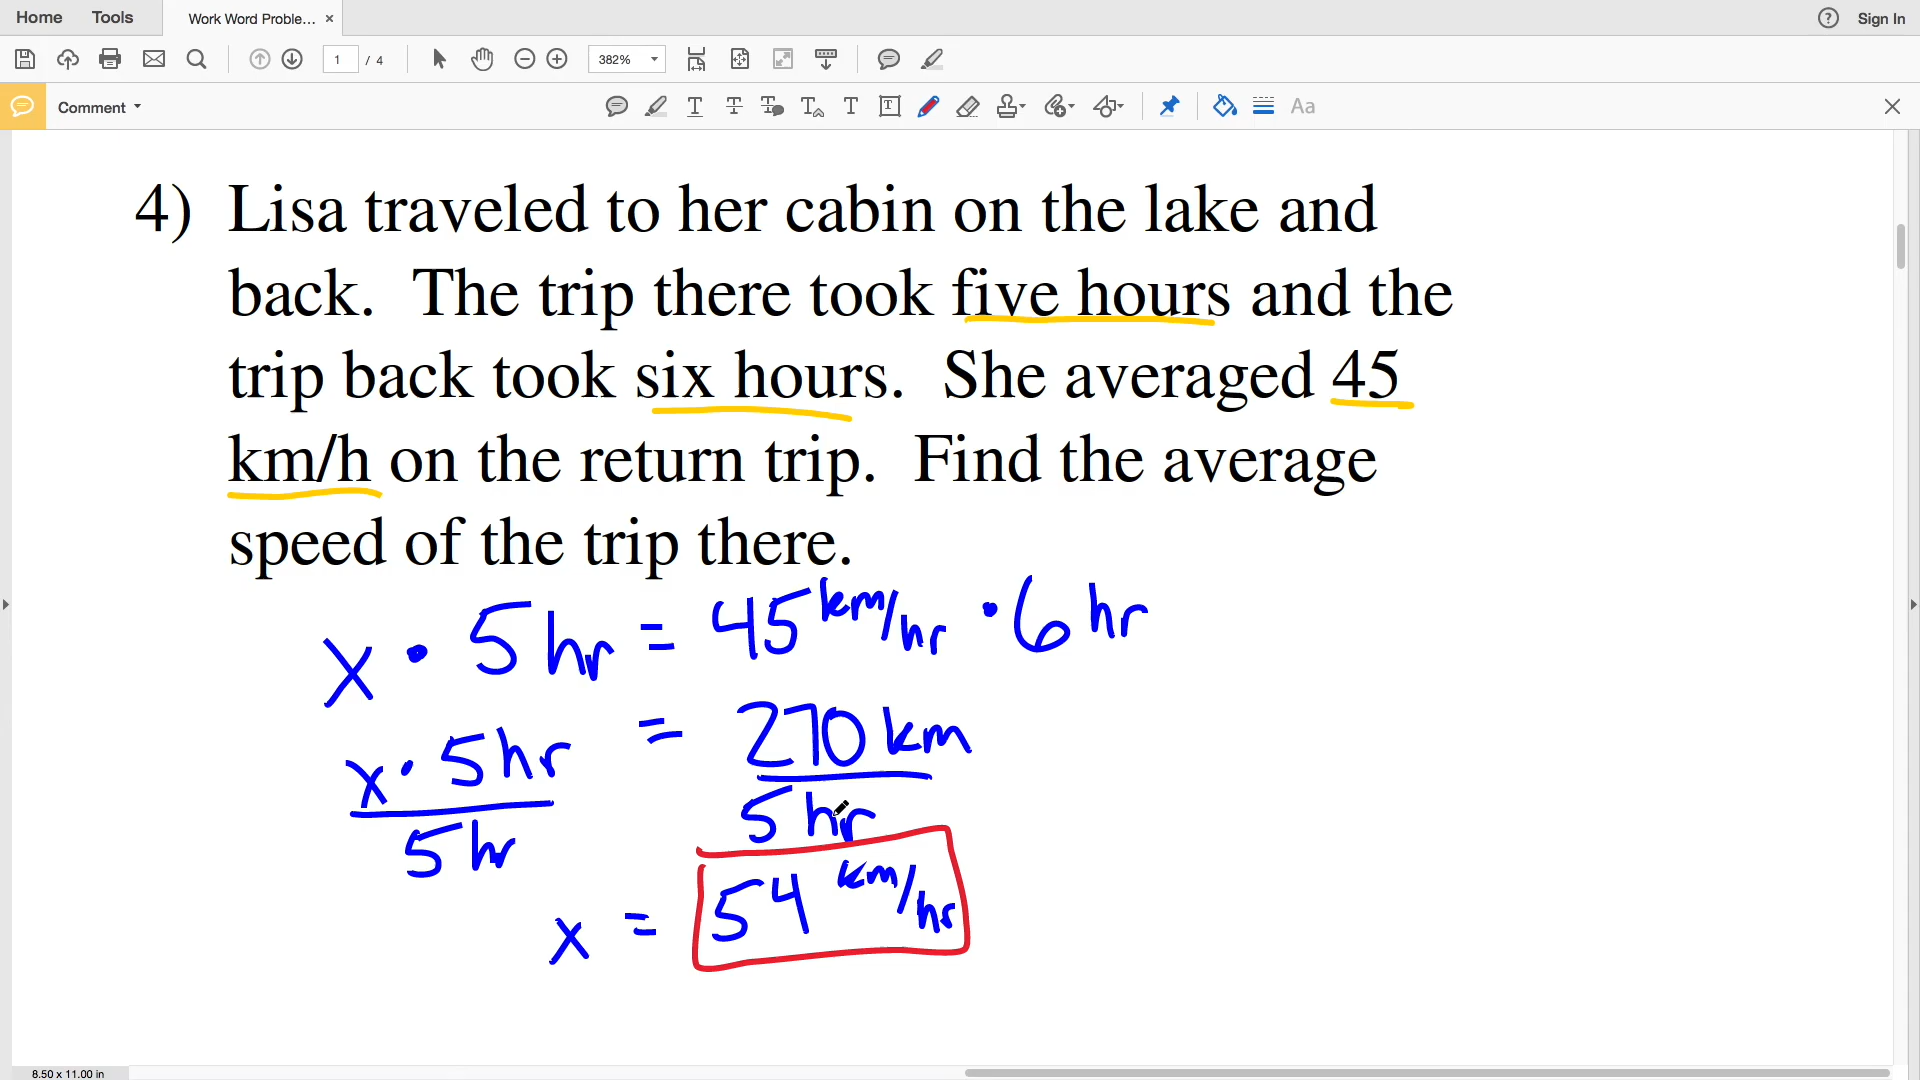 Home Tools Work Word Proble... × ? Sign In
1 / 4 382%
Comment T T T T T T Aa
4) Lisa traveled to her cabin on the lake and
back. The trip there took five hours and the
trip back took six hours. She averaged 45
km/h on the return trip. Find the average
speed of the trip there.
x • 5 hr = 45 km/hr • 6 hr
x • 5 hr = 270 km
5 hr 5 hr
x = 54 km/hr
8.50 x 11.00 in